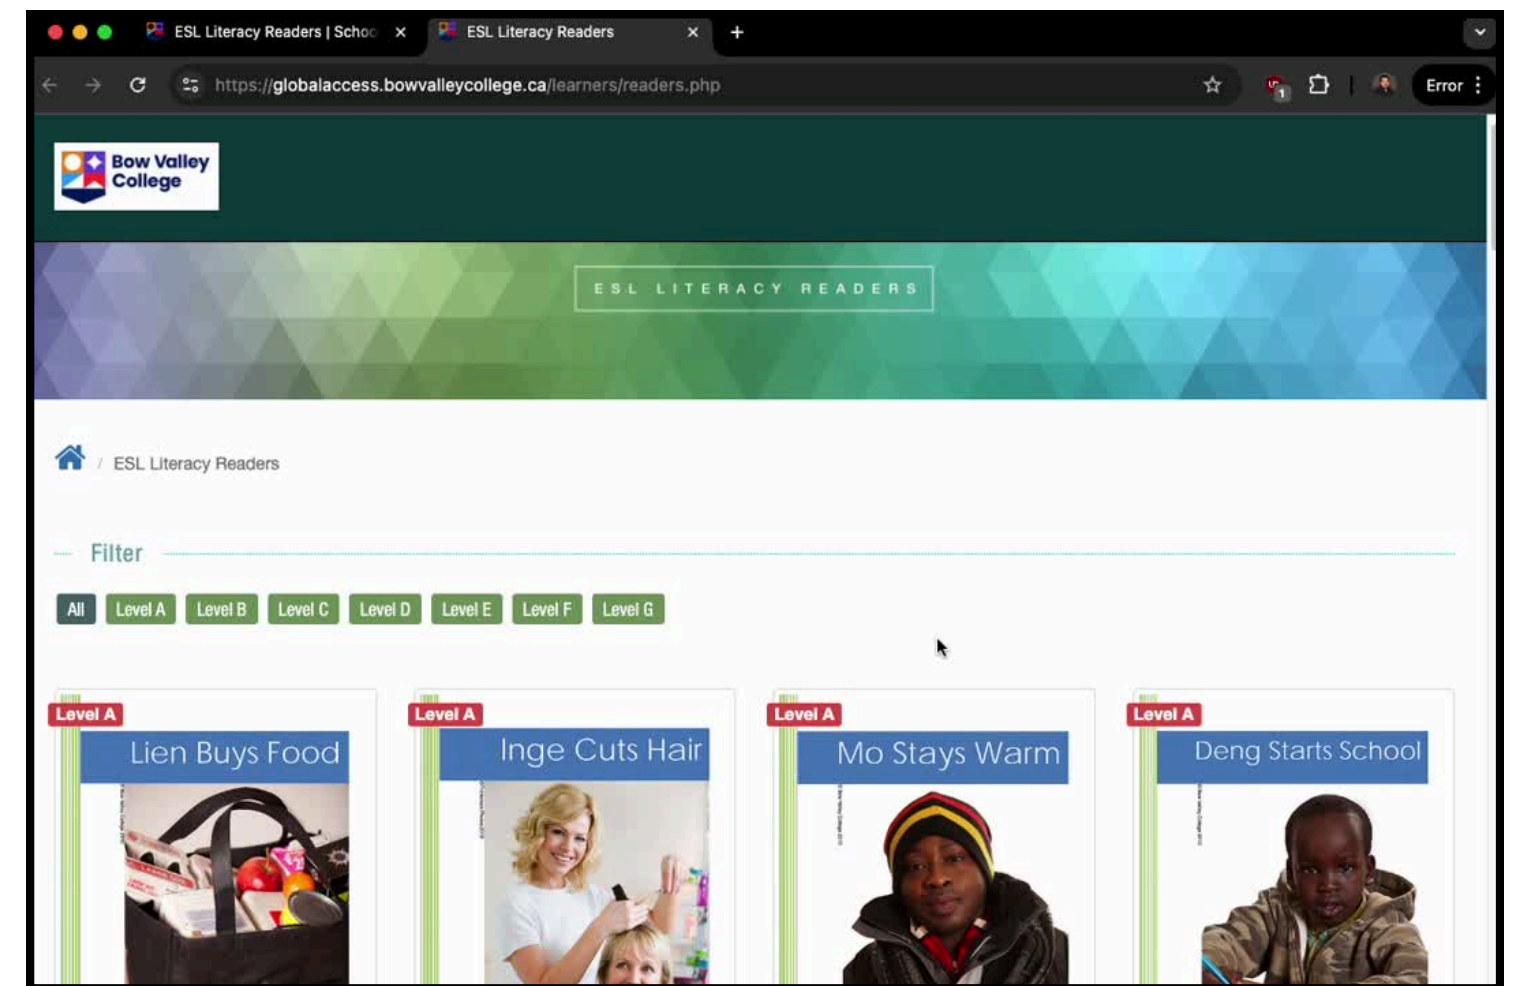 ESL Literacy Readers | Schoo
ESL Literacy Readers
https://globalaccess.bowvalleycollege.ca/learners/readers.php
1
Error
Bow Valley
College
ESL LITERACY READERS
/ ESL Literacy Readers
Filter
All Level A Level B Level C Level D Level E Level F Level G
Level A
Lien Buys Food
Level A
Inge Cuts Hair
Level A
Mo Stays Warm
Level A
Deng Starts School